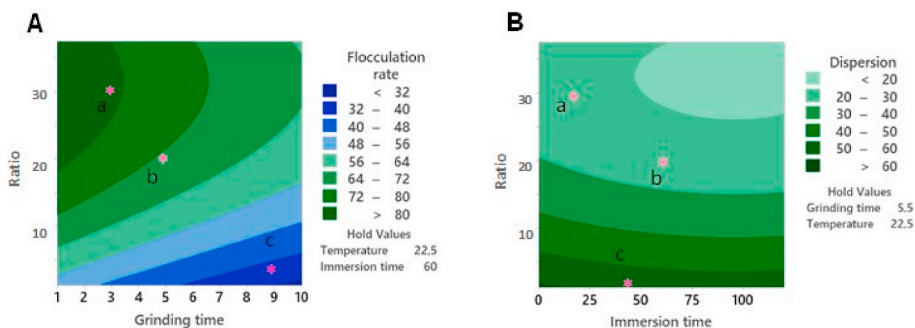 A
Flocculation
rate
< 32
32 – 40
40 – 48
48 – 56
56 – 64
64 – 72
72 – 80
> 80
Hold Values
Temperature 22.5
Immersion time 60
Ratio
30
20
10
a
b
c
1 2 3 4 5 6 7 8 9 10
Grinding time
B
Dispersion
< 20
20 – 30
30 – 40
40 – 50
50 – 60
> 60
Hold Values
Grinding time 5.5
Temperature 22.5
Ratio
30
20
10
a
b
c
0 25 50 75 100
Immersion time